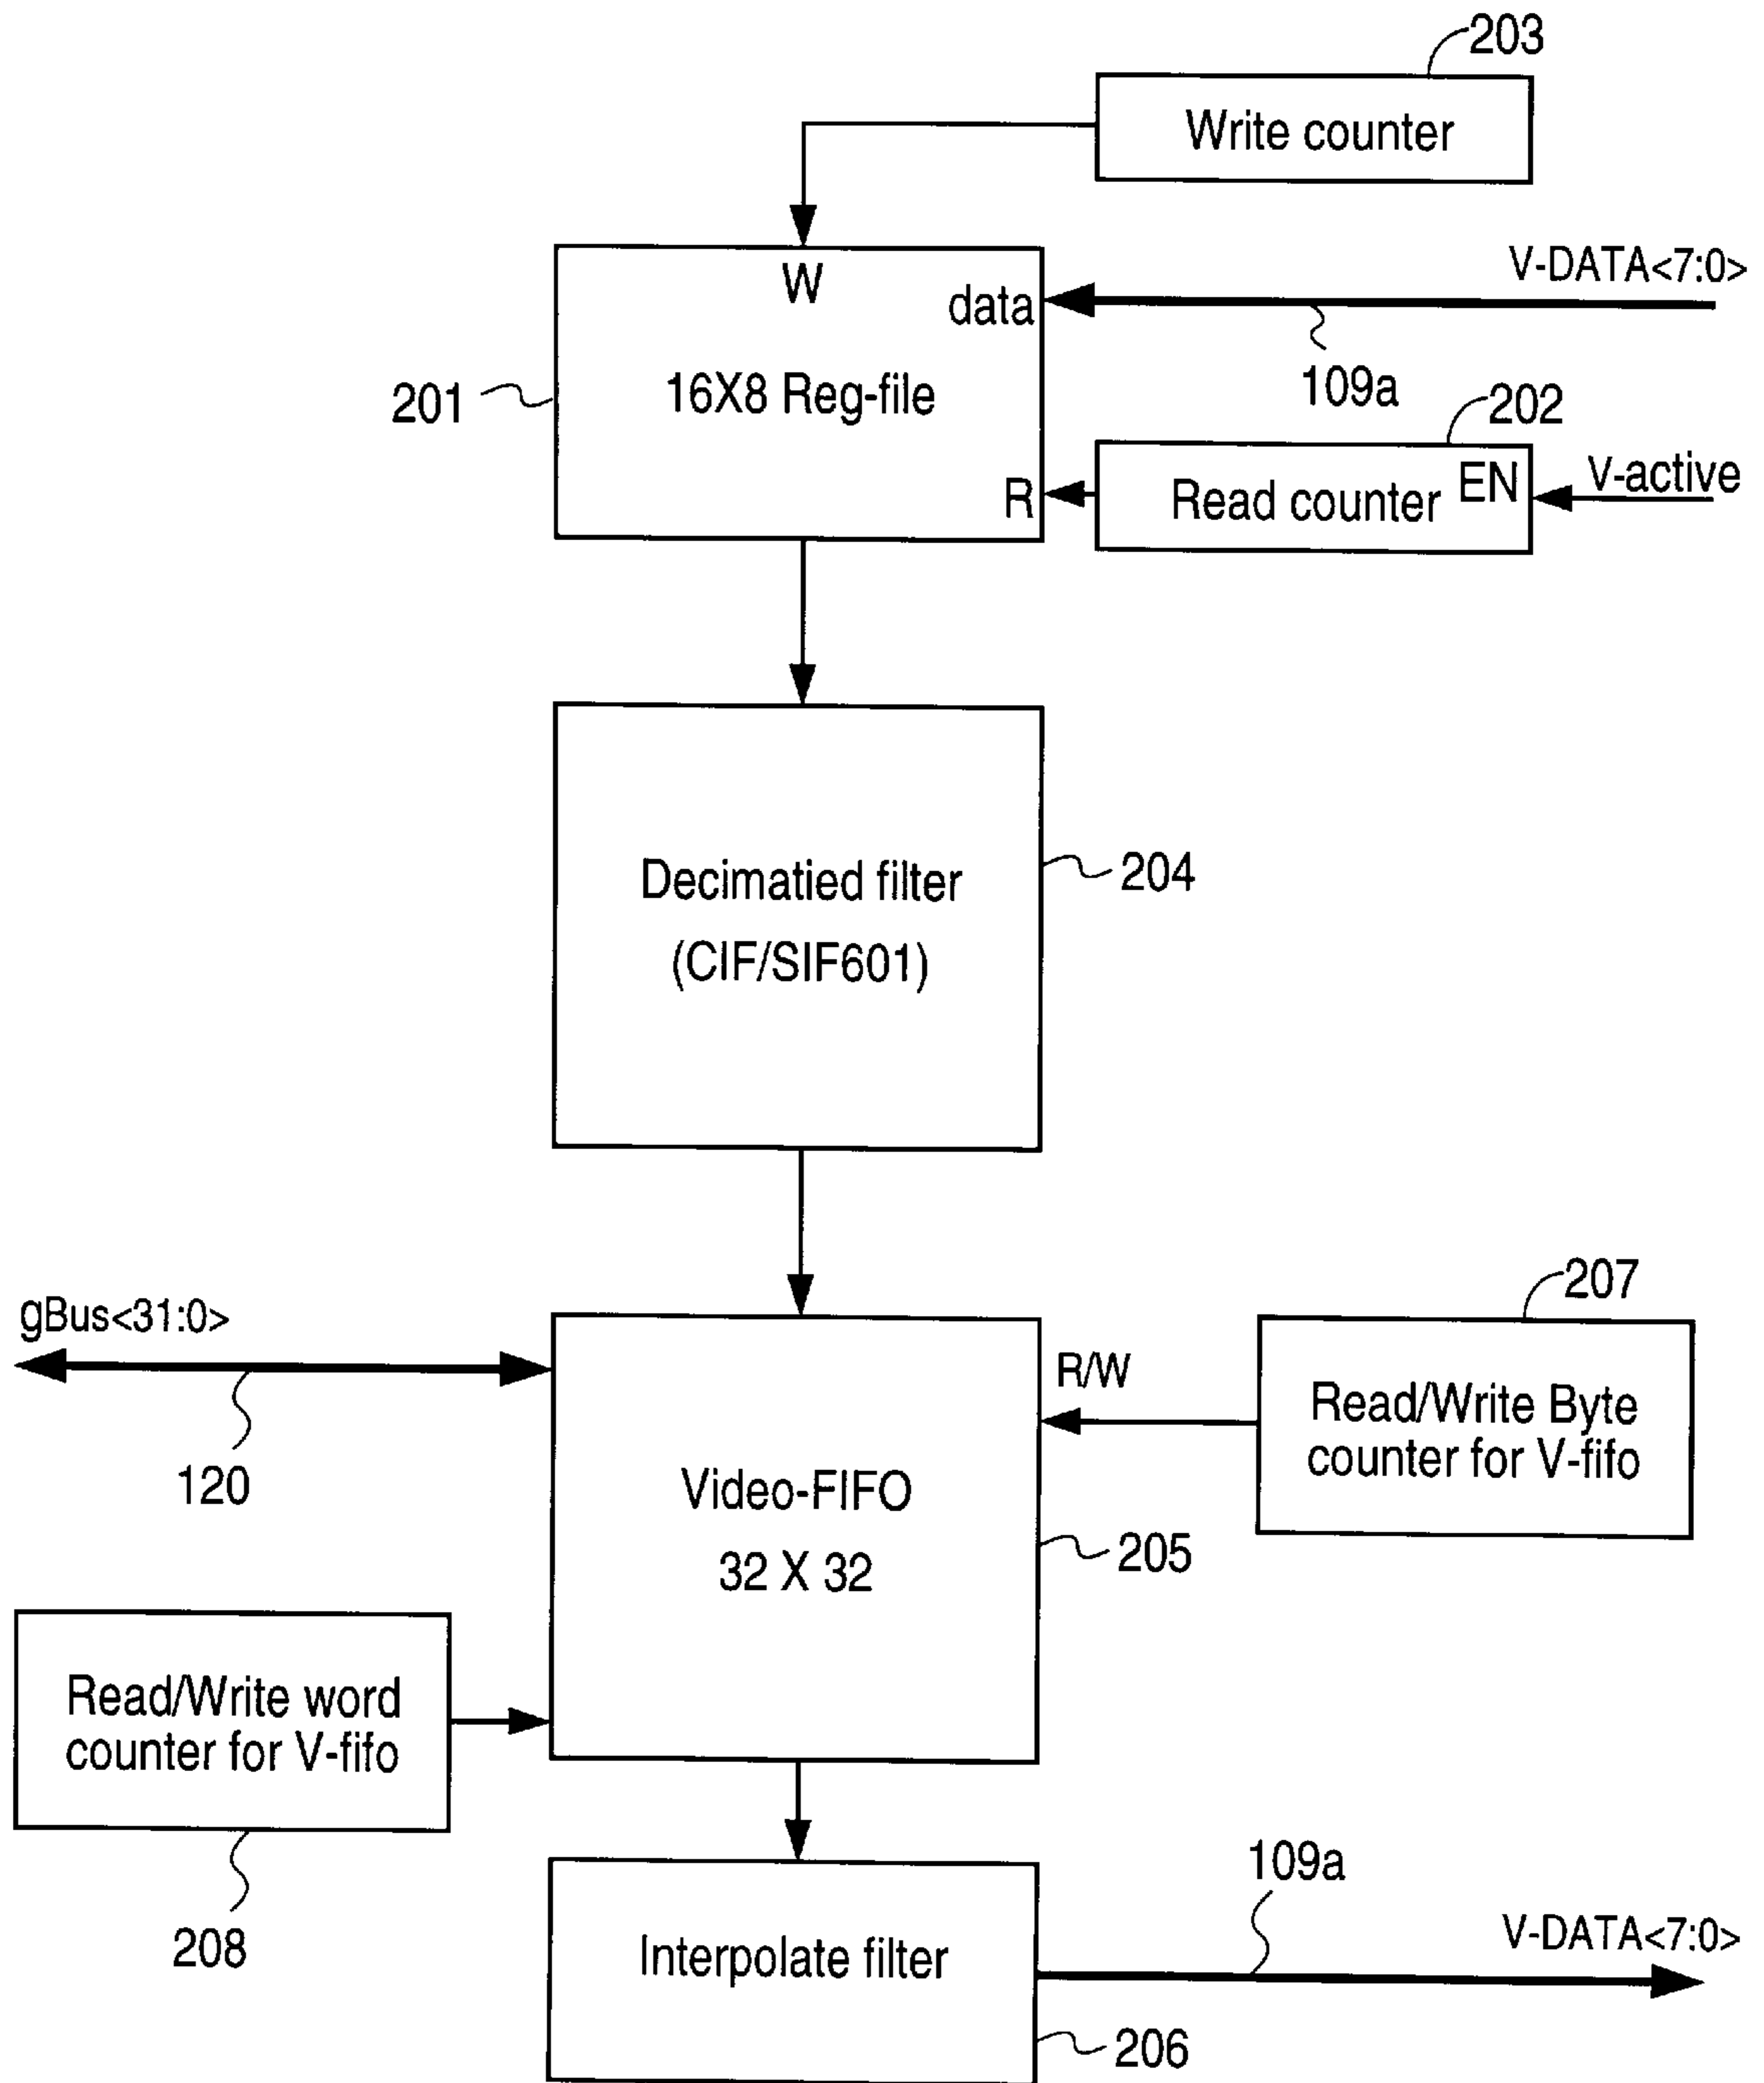 203
Write counter
W
V-DATA<7:0>
data
201
16X8 Reg-file
109a
202
R
Read counter
EN
V-active
Decimatied filter
(CIF/SIF601)
204
gBus<31:0>
120
207
R/W
Read/Write Byte
counter for V-fifo
Video-FIFO
32 X 32
205
Read/Write word
counter for V-fifo
208
109a
Interpolate filter
V-DATA<7:0>
206